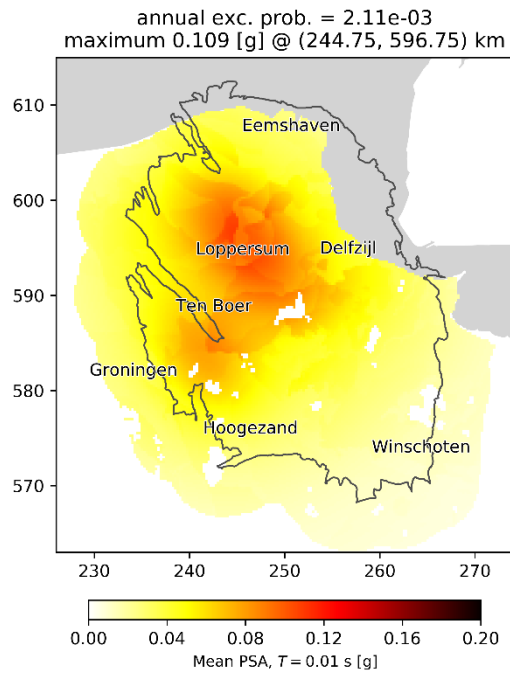 annual exc. prob. = 2.11e-03
maximum 0.109 [g] @ (244.75, 596.75) km
610
Eemshaven
600
Loppersum
Delfzijl
590
Ten Boer
Groningen
580
Hoogezand
Winschoten
570
230 240 250 260 270
0.00 0.04 0.08 0.12 0.16 0.20
Mean PSA, T = 0.01 s [g]